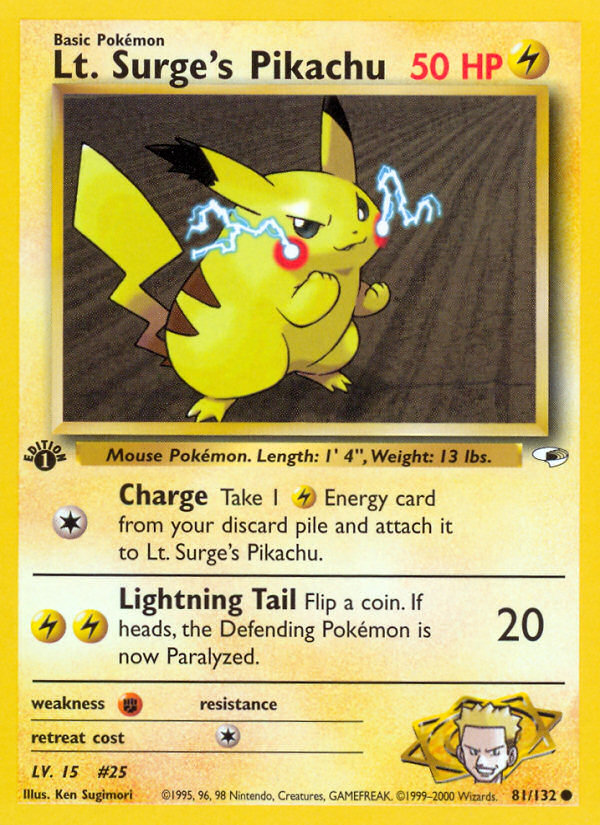 Basic Pokémon
Lt. Surge's Pikachu 50 HP
EDITION
1
Mouse Pokémon. Length: 1' 4", Weight: 13 lbs.
Charge Take 1 Energy card
from your discard pile and attach it
to Lt. Surge's Pikachu.
Lightning Tail Flip a coin. If
heads, the Defending Pokémon is
now Paralyzed.
20
weakness resistance
retreat cost
LV. 15 #25
Illus. Ken Sugimori ©1995, 96, 98 Nintendo, Creatures, GAMEFREAK. ©1999–2000 Wizards. 81/132